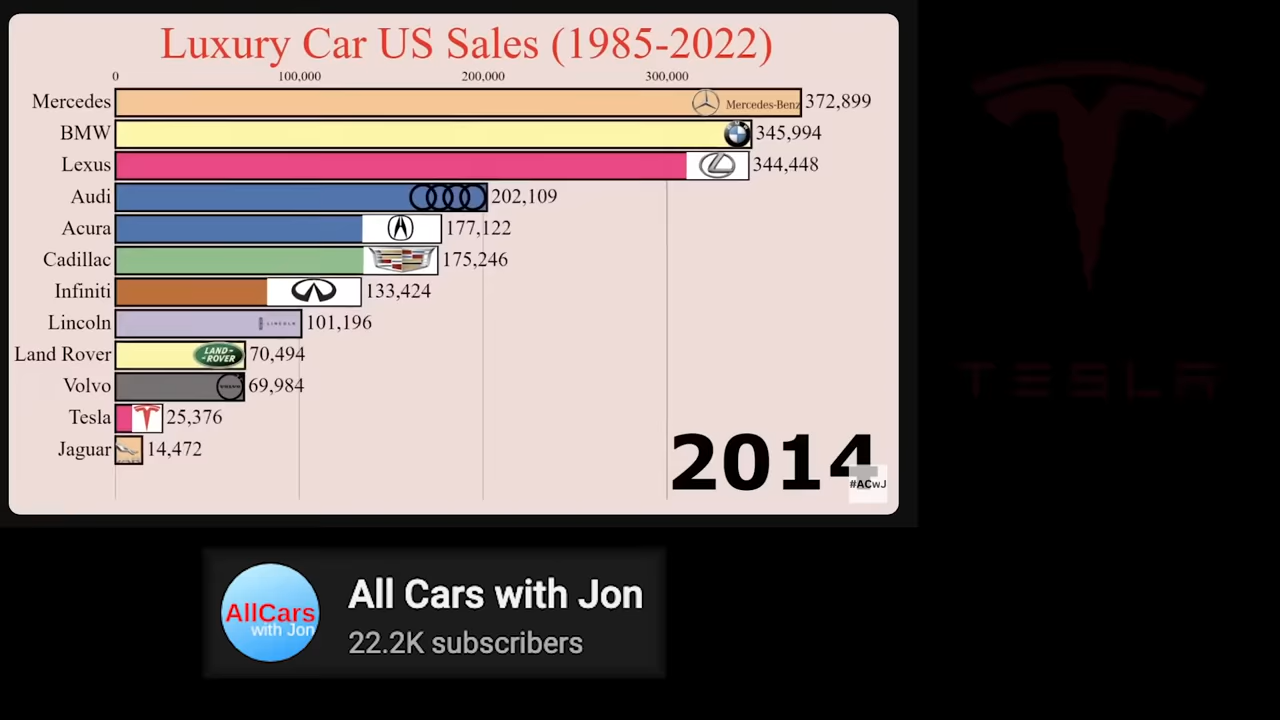 Luxury Car US Sales (1985-2022)
0 100,000 200,000 300,000
Mercedes Mercedes-Benz 372,899
BMW 345,994
Lexus 344,448
Audi 202,109
Acura 177,122
Cadillac 175,246
Infiniti 133,424
Lincoln LINCOLN 101,196
Land Rover LAND-ROVER 70,494
Volvo VOLVO 69,984
Tesla 25,376
Jaguar 14,472
2014
#ACwJ
TESLA
AllCars
with Jon
All Cars with Jon
22.2K subscribers